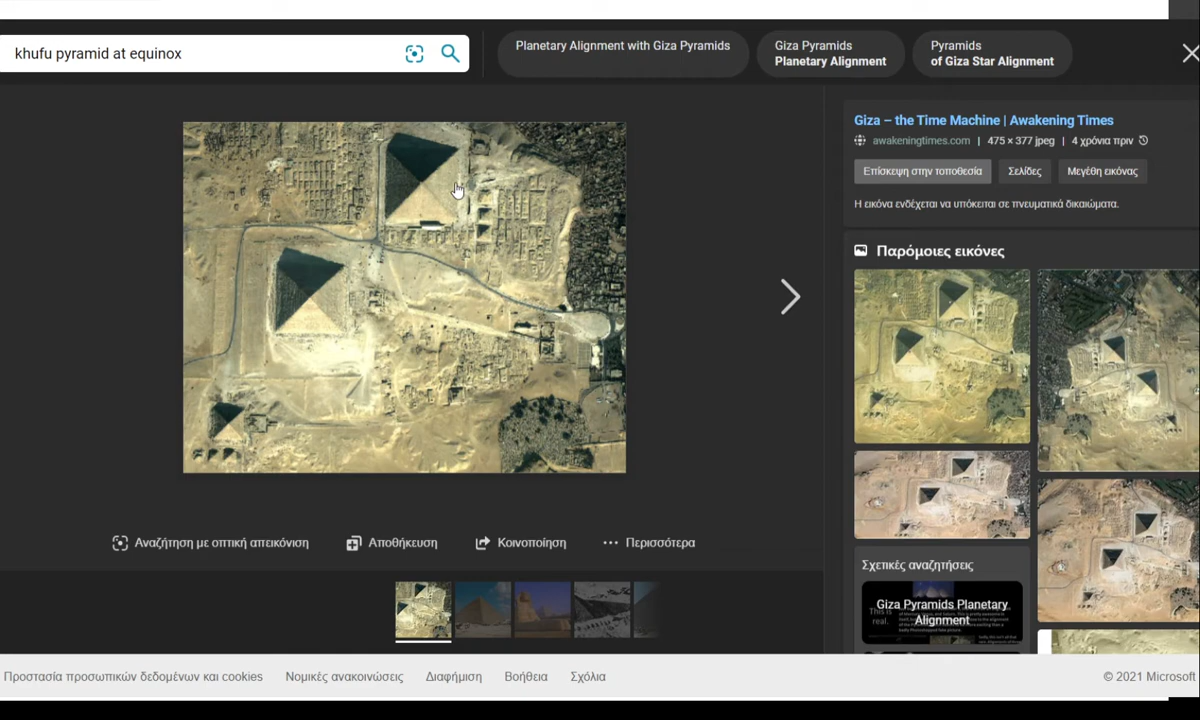 khufu pyramid at equinox
Planetary Alignment with Giza Pyramids
Giza Pyramids
Planetary Alignment
Pyramids
of Giza Star Alignment
Giza – the Time Machine | Awakening Times
awakeningtimes.com | 475 × 377 jpeg | 4 χρόνια πριν
Επίσκεψη στην τοποθεσία
Σελίδες
Μεγέθη εικόνας
Η εικόνα ενδέχεται να υπόκειται σε πνευματικά δικαιώματα.
Παρόμοιες εικόνες
Αναζήτηση με οπτική απεικόνιση
Αποθήκευση
Κοινοποίηση
Περισσότερα
Σχετικές αναζητήσεις
This is
real.
Giza Pyramids Planetary
Alignment
Προστασία προσωπικών δεδομένων και cookies
Νομικές ανακοινώσεις
Διαφήμιση
Βοήθεια
Σχόλια
© 2021 Microsoft